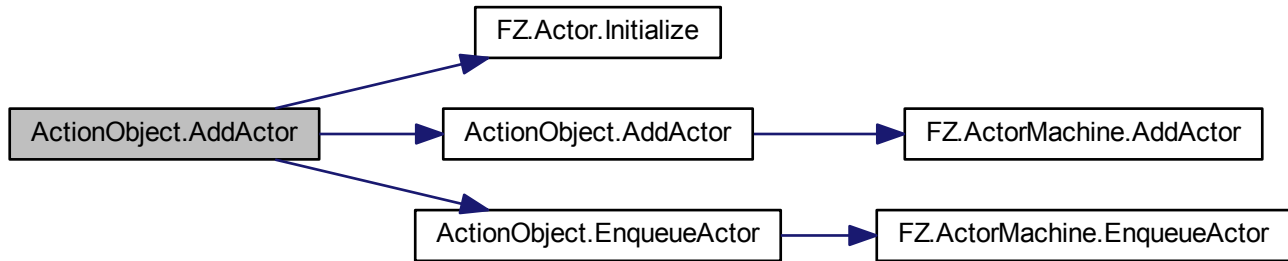 FZ.Actor.Initialize
ActionObject.AddActor
ActionObject.AddActor
FZ.ActorMachine.AddActor
ActionObject.EnqueueActor
FZ.ActorMachine.EnqueueActor